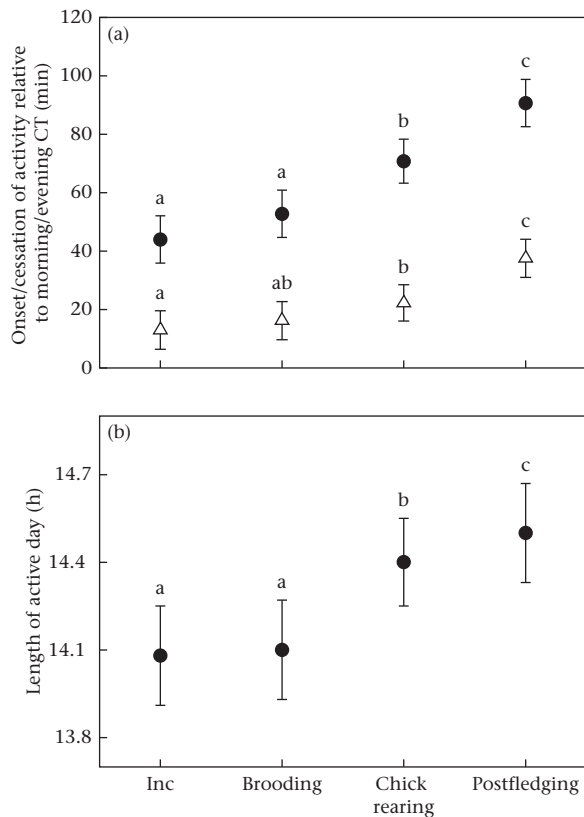 (a)
Onset/cessation of activity relative
to morning/evening CT (min)
120
100
80
60
40
20
0
a
a
b
c
a
ab
b
c
(b)
Length of active day (h)
14.7
14.4
14.1
13.8
a
a
b
c
Inc
Brooding
Chick
rearing
Postfledging